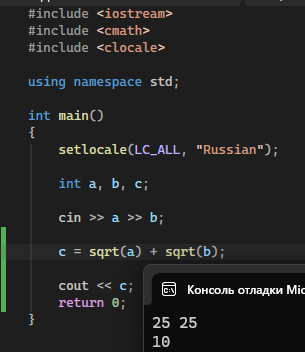 #include <iostream>
#include <cmath>
#include <clocale>
using namespace std;
int main()
{
setlocale(LC_ALL, "Russian");
int a, b, c;
cin >> a >> b;
c = sqrt(a) + sqrt(b);
cout << c;
return 0;
}
Консоль отладки Mic
25 25
10